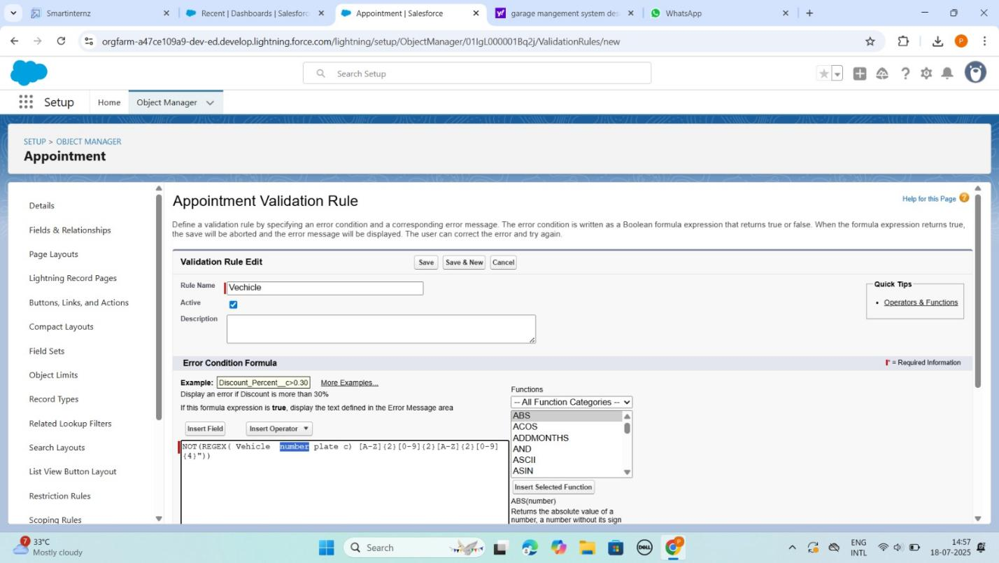 Smartinternz
Recent | Dashboards | Salesforc
Appointment | Salesforce
garage mangement system des
WhatsApp
orgfarm-a47ce109a9-dev-ed.develop.lightning.force.com/lightning/setup/ObjectManager/01IgL000001Bq2j/ValidationRules/new
P
Search Setup
Setup
Home
Object Manager
SETUP > OBJECT MANAGER
Appointment
Details
Fields & Relationships
Page Layouts
Lightning Record Pages
Buttons, Links, and Actions
Compact Layouts
Field Sets
Object Limits
Record Types
Related Lookup Filters
Search Layouts
List View Button Layout
Restriction Rules
Scoping Rules
Appointment Validation Rule
Help for this Page
Define a validation rule by specifying an error condition and a corresponding error message. The error condition is written as a Boolean formula expression that returns true or false. When the formula expression returns true,
the save will be aborted and the error message will be displayed. The user can correct the error and try again.
Validation Rule Edit
Save
Save & New
Cancel
Rule Name
Vechicle
Active
Description
Quick Tips
• Operators & Functions
Error Condition Formula
= Required Information
Example: Discount_Percent__c>0.30 More Examples...
Display an error if Discount is more than 30%
If this formula expression is true, display the text defined in the Error Message area
Insert Field
Insert Operator
NOT(REGEX( Vehicle number plate c) [A-Z]{2}[0-9]{2}[A-Z]{2}[0-9]
{4}"))
Functions
-- All Function Categories --
ABS
ACOS
ADDMONTHS
AND
ASCII
ASIN
Insert Selected Function
ABS(number)
Returns the absolute value of a
number, a number without its sign
7
33°C
Mostly cloudy
Search
DELL
P
ENG
INTL
14:57
18-07-2025